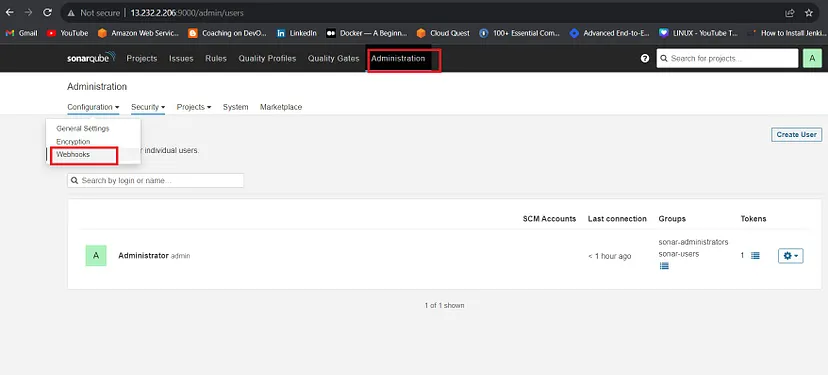 Not secure 13.232.2.206:9000/admin/users
Gmail YouTube Amazon Web Servic... Coaching on DevO... LinkedIn Docker — A Beginn... Cloud Quest 100+ Essential Com... Advanced End-to-E... LINUX - YouTube T... How to Install Jenki...
sonarqube Projects Issues Rules Quality Profiles Quality Gates Administration ? Search for projects... A
Administration
Configuration Security Projects System Marketplace
General Settings
Encryption
Webhooks
Create User
r individual users.
Search by login or name...
SCM Accounts Last connection Groups Tokens
A Administrator admin < 1 hour ago sonar-administrators 1
sonar-users
1 of 1 shown